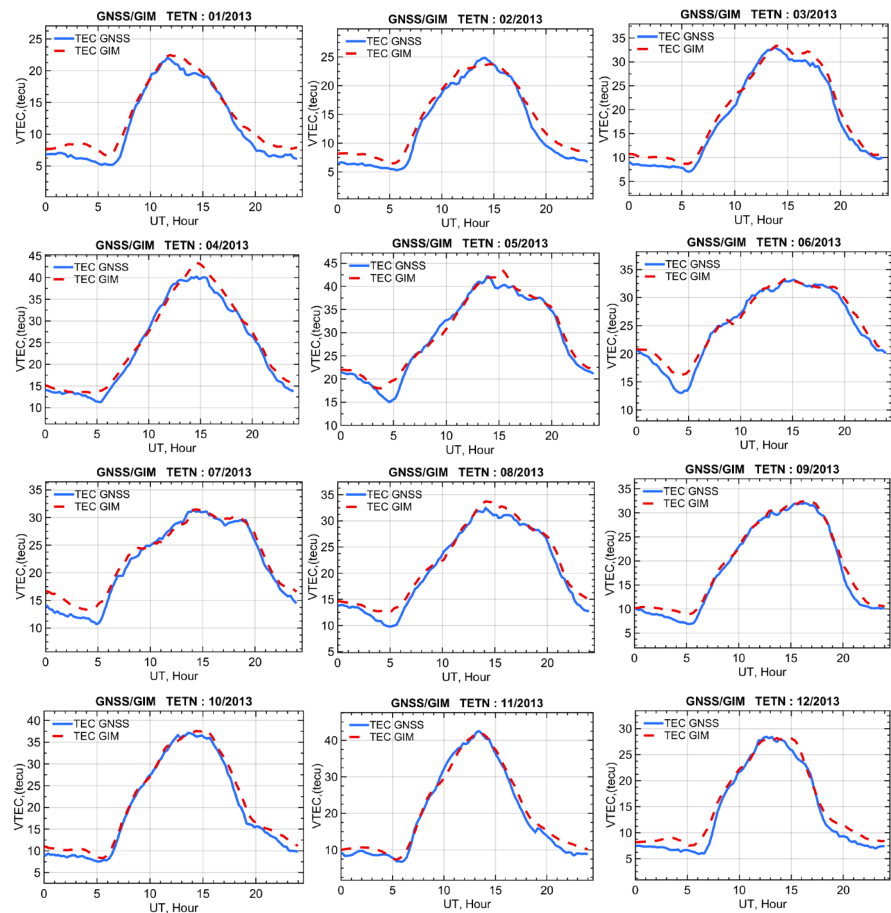 GNSS/GIM TETN : 01/2013
TEC GNSS
TEC GIM
VTEC,(tecu)
25
20
15
10
5
0
0 5 10 15 20
UT, Hour
GNSS/GIM TETN : 02/2013
TEC GNSS
TEC GIM
VTEC,(tecu)
25
20
15
10
5
0 5 10 15 20
UT, Hour
GNSS/GIM TETN : 03/2013
TEC GNSS
TEC GIM
VTEC,(tecu)
35
30
25
20
15
10
5
0 5 10 15 20
UT, Hour
GNSS/GIM TETN : 04/2013
TEC GNSS
TEC GIM
VTEC,(tecu)
45
40
35
30
25
20
15
10
0 5 10 15 20
UT, Hour
GNSS/GIM TETN : 05/2013
TEC GNSS
TEC GIM
VTEC,(tecu)
45
40
35
30
25
20
15
10
0 5 10 15 20
UT, Hour
GNSS/GIM TETN : 06/2013
TEC GNSS
TEC GIM
VTEC,(tecu)
35
30
25
20
15
10
0 5 10 15 20
UT, Hour
GNSS/GIM TETN : 07/2013
TEC GNSS
TEC GIM
VTEC,(tecu)
35
30
25
20
15
10
0 5 10 15 20
UT, Hour
GNSS/GIM TETN : 08/2013
TEC GNSS
TEC GIM
VTEC,(tecu)
35
30
25
20
15
10
5
0 5 10 15 20
UT, Hour
GNSS/GIM TETN : 09/2013
TEC GNSS
TEC GIM
VTEC,(tecu)
35
30
25
20
15
10
5
0 5 10 15 20
UT, Hour
GNSS/GIM TETN : 10/2013
TEC GNSS
TEC GIM
VTEC,(tecu)
40
35
30
25
20
15
10
5
0 5 10 15 20
UT, Hour
GNSS/GIM TETN : 11/2013
TEC GNSS
TEC GIM
VTEC,(tecu)
40
30
20
10
0 5 10 15 20
UT, Hour
GNSS/GIM TETN : 12/2013
TEC GNSS
TEC GIM
VTEC,(tecu)
30
25
20
15
10
5
0 5 10 15 20
UT, Hour